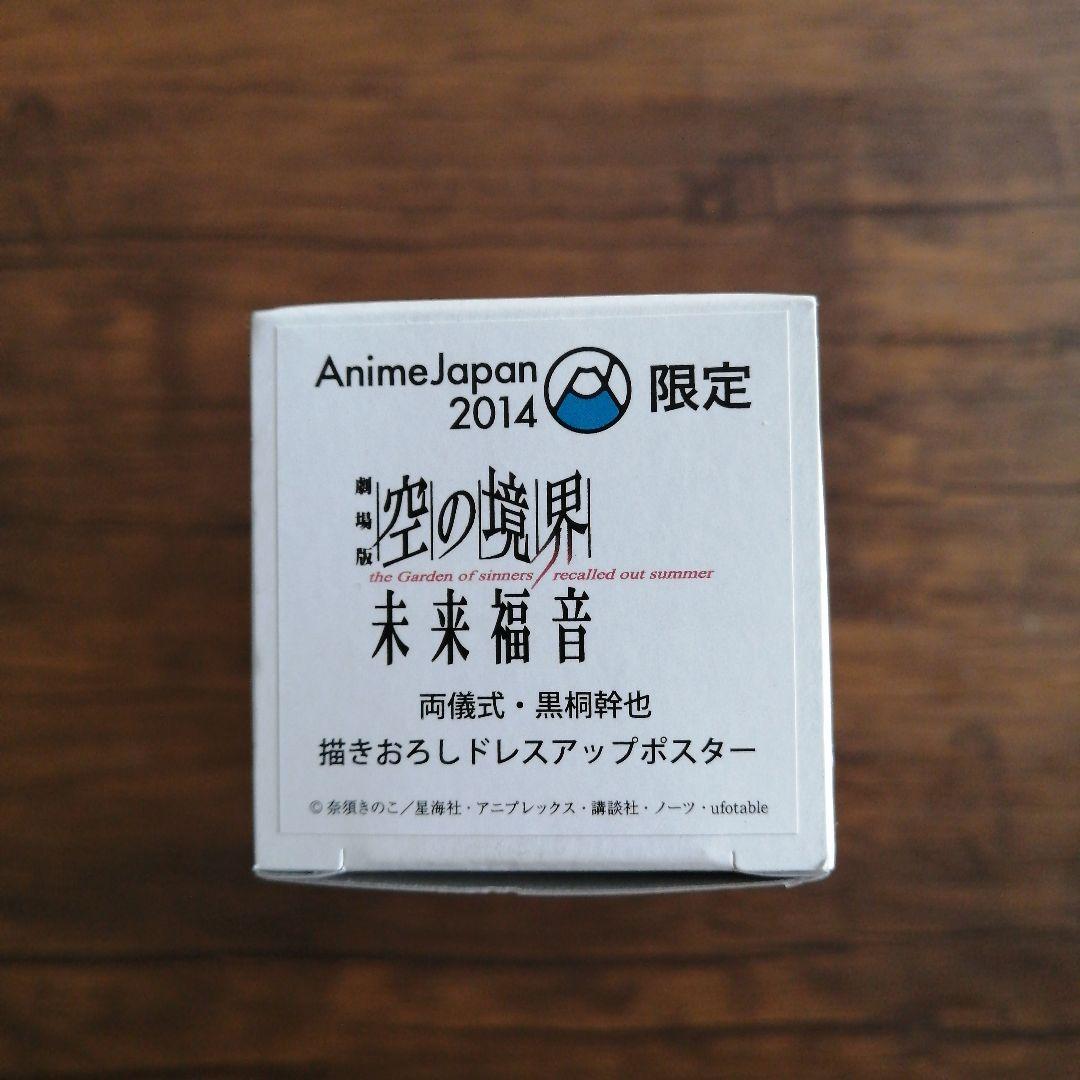 AnimeJapan
2014 限定
劇場版 空の境界
the Garden of sinners / recalled out summer
未来福音
両儀式・黒桐幹也
描きおろしドレスアップポスター
© 奈須きのこ／星海社・アニプレックス・講談社・ノーツ・ufotable